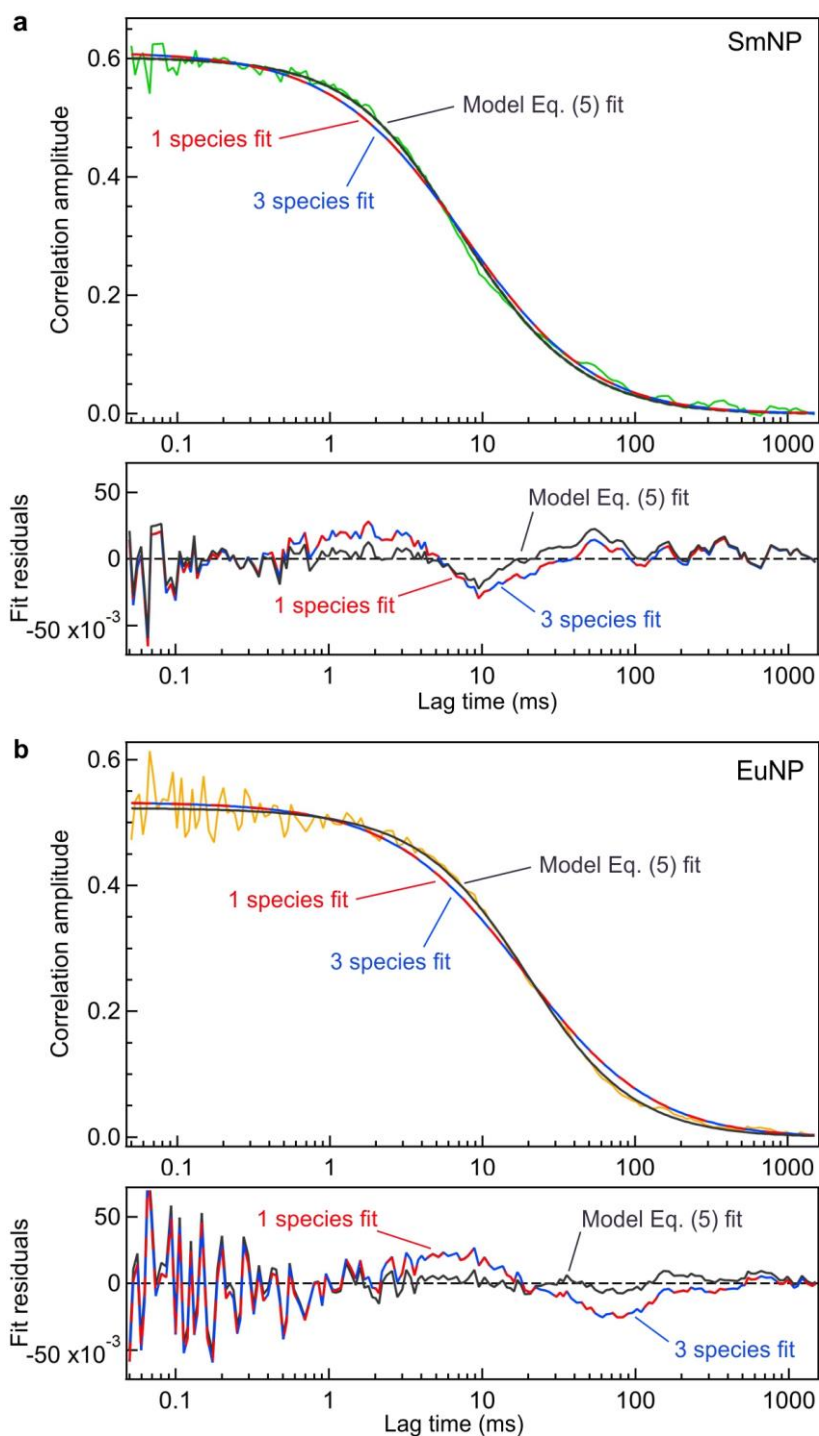 a
SmNP
Correlation amplitude
0.6
0.4
0.2
0.0
Model Eq. (5) fit
1 species fit
3 species fit
0.1 1 10 100 1000
Fit residuals
50
0
-50 x10-3
Model Eq. (5) fit
1 species fit
3 species fit
0.1 1 10 100 1000
Lag time (ms)
b
EuNP
Correlation amplitude
0.6
0.4
0.2
0.0
Model Eq. (5) fit
1 species fit
3 species fit
0.1 1 10 100 1000
Fit residuals
50
0
-50 x10-3
1 species fit
Model Eq. (5) fit
3 species fit
0.1 1 10 100 1000
Lag time (ms)